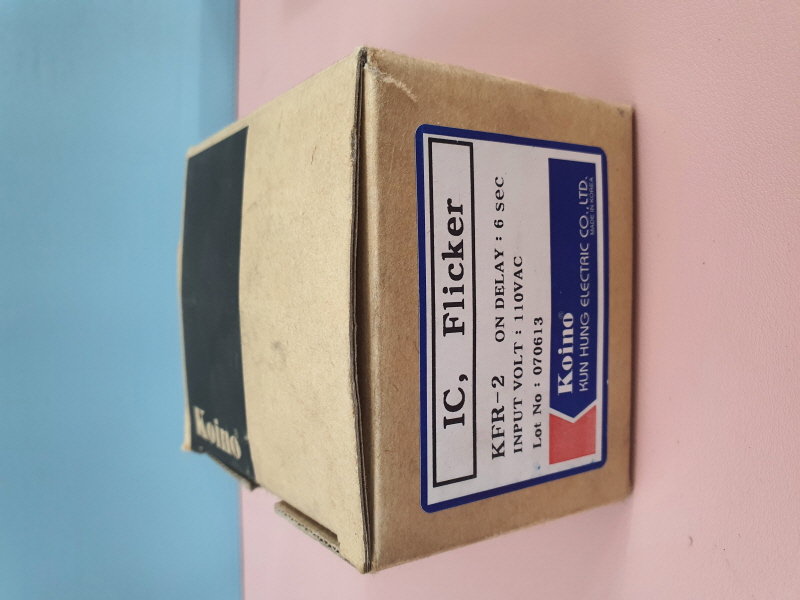 IC, Flicker
KFR-2 ON DELAY : 6 sec
INPUT VOLT : 110VAC
Lot No : 070613
Koino®
KUN HUNG ELECTRIC CO., LTD.
MADE IN KOREA
Koino